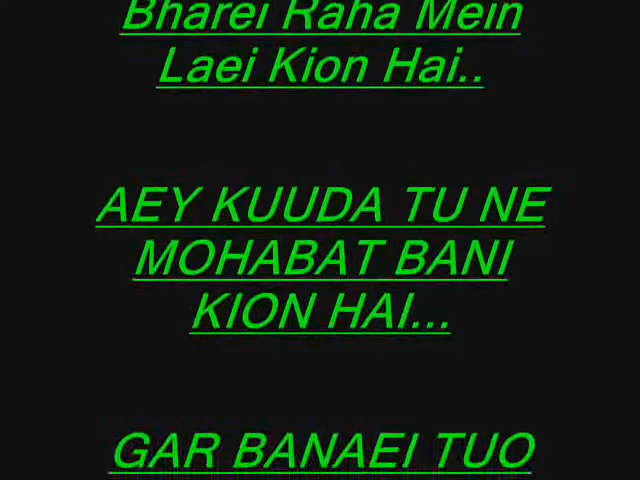 Bharei Raha Mein
Laei Kion Hai..
AEY KUUDA TU NE
MOHABAT BANI
KION HAI...
GAR BANAEI TUO